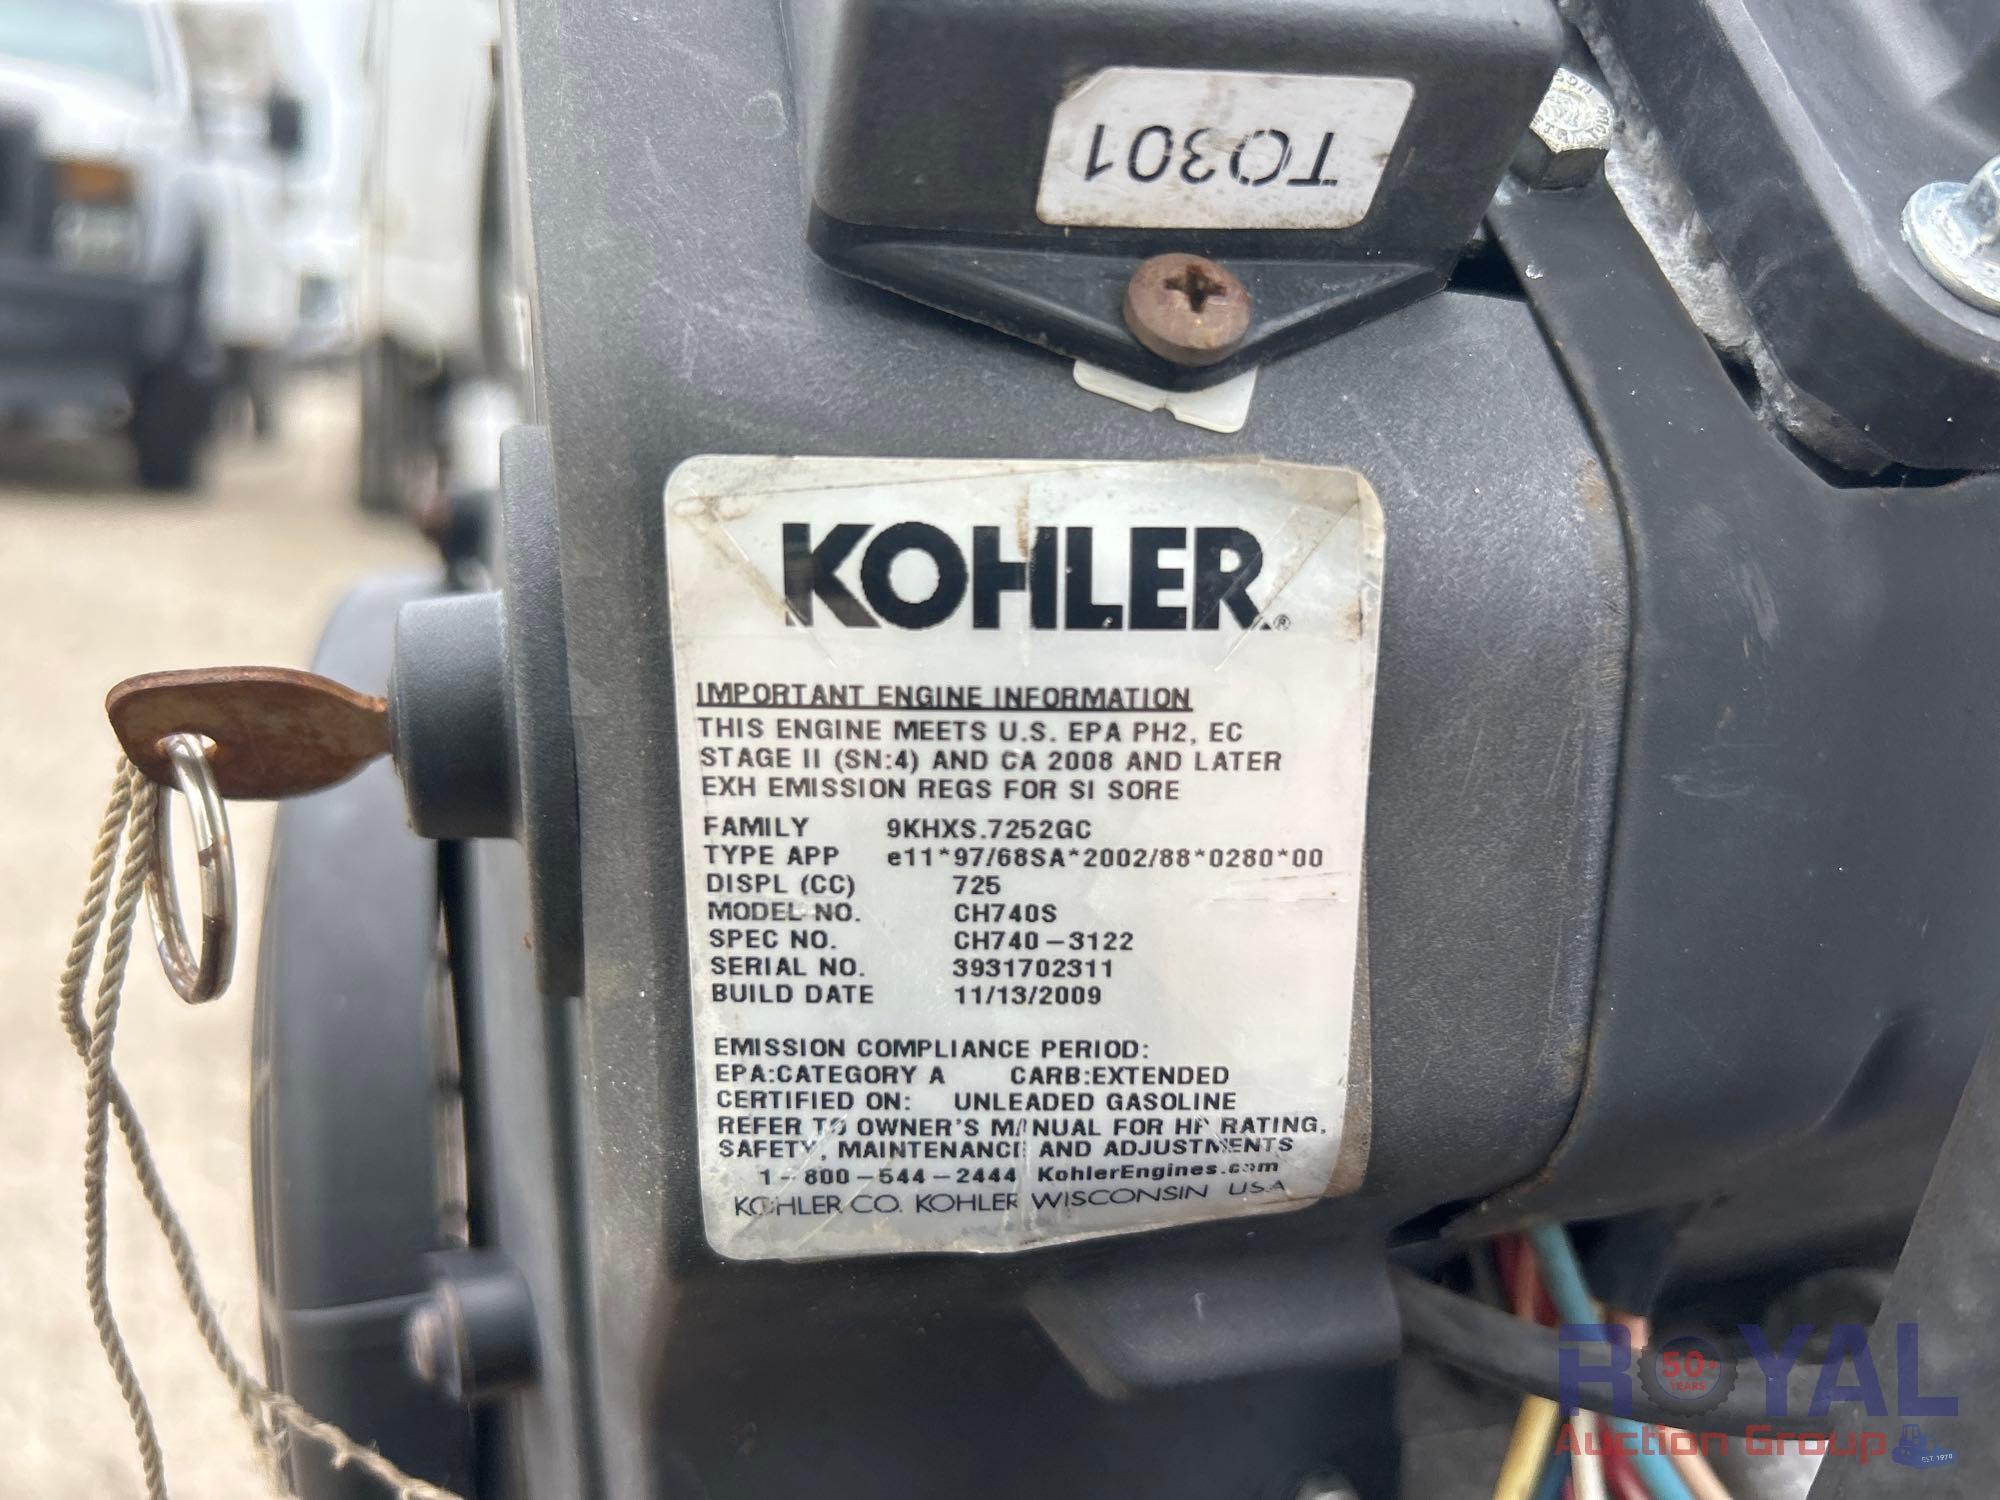 TO301
KOHLER®
IMPORTANT ENGINE INFORMATION
THIS ENGINE MEETS U.S. EPA PH2, EC
STAGE II (SN:4) AND CA 2008 AND LATER
EXH EMISSION REGS FOR SI SORE
FAMILY 9KHXS.7252GC
TYPE APP e11*97/68SA*2002/88*0280*00
DISPL (CC) 725
MODEL NO. CH740S
SPEC NO. CH740-3122
SERIAL NO. 3931702311
BUILD DATE 11/13/2009
EMISSION COMPLIANCE PERIOD:
EPA:CATEGORY A CARB:EXTENDED
CERTIFIED ON: UNLEADED GASOLINE
REFER TO OWNER'S MANUAL FOR HP RATING,
SAFETY, MAINTENANCE AND ADJUSTMENTS
1-800-544-2444 KohlerEngines.com
KOHLER CO. KOHLER WISCONSIN USA
ROYAL
50+
YEARS
Auction Group
EST. 1970